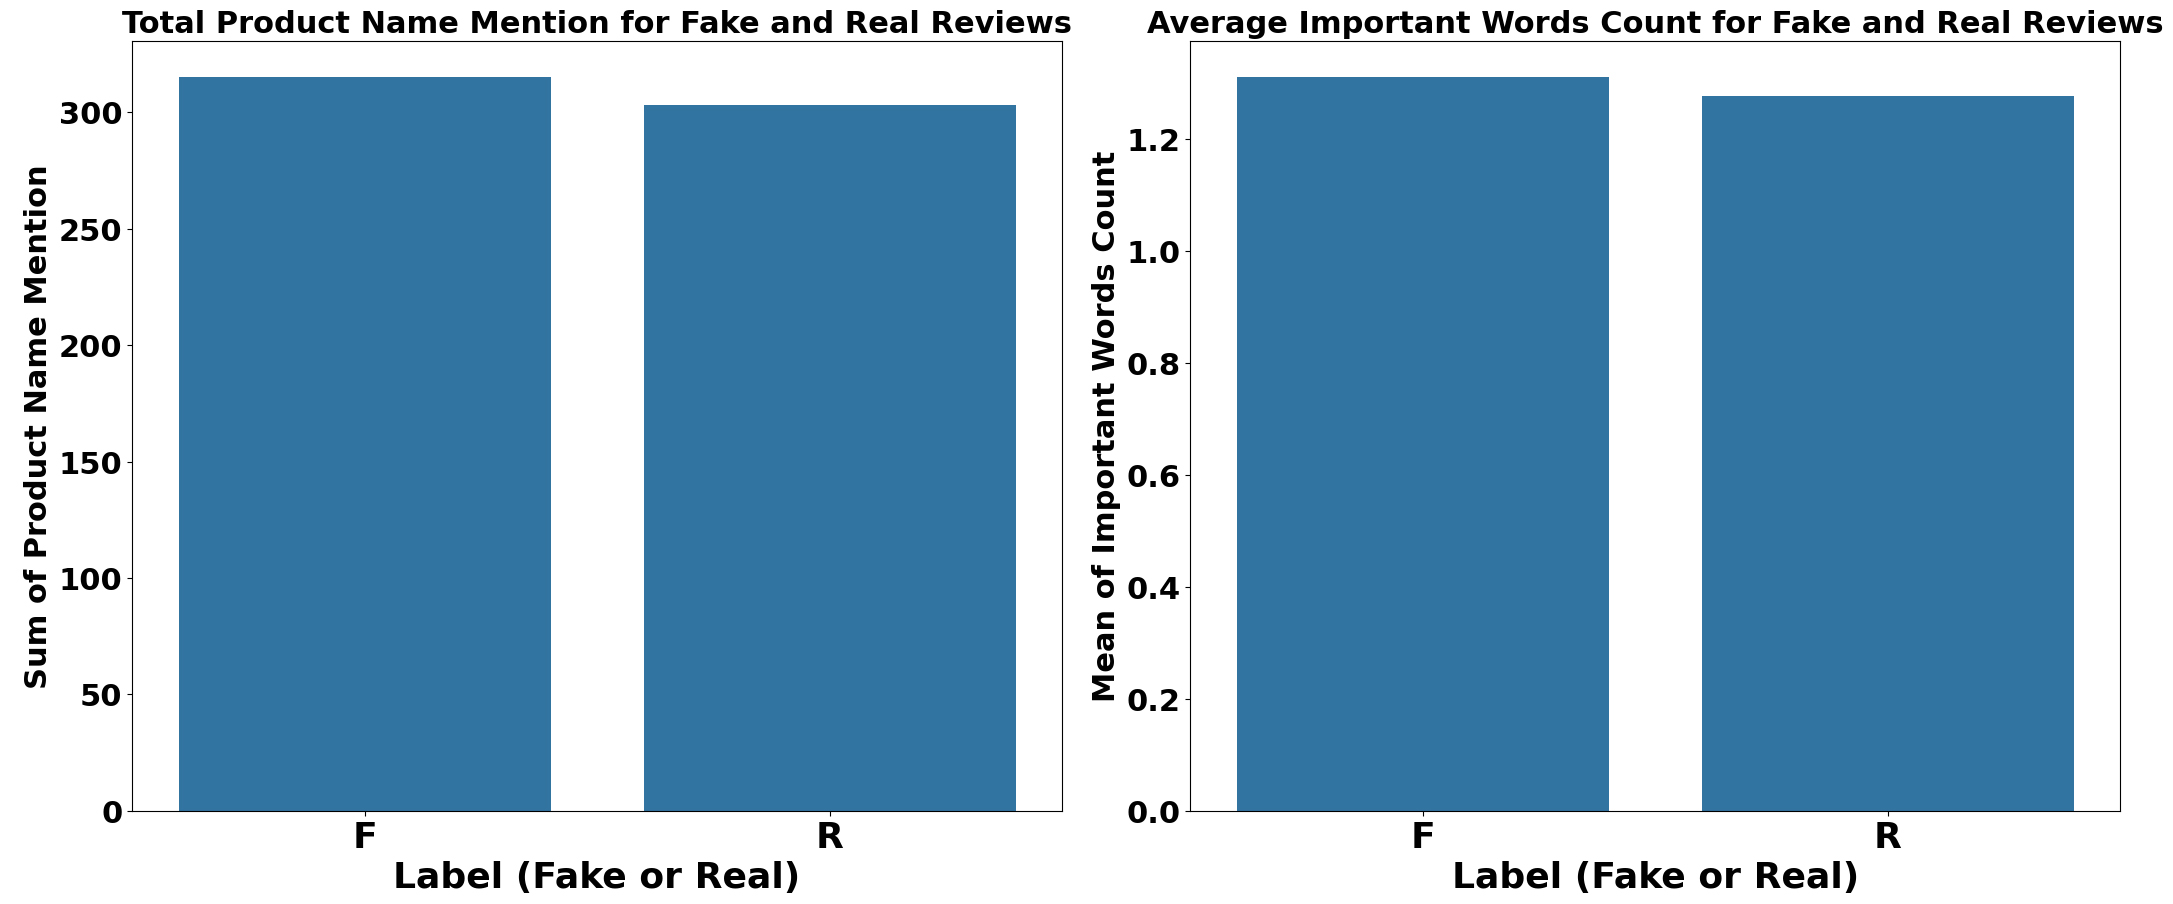 Total Product Name Mention for Fake and Real Reviews
Sum of Product Name Mention
300
250
200
150
100
50
0
F
R
Label (Fake or Real)
Average Important Words Count for Fake and Real Reviews
Mean of Important Words Count
1.2
1.0
0.8
0.6
0.4
0.2
0.0
F
R
Label (Fake or Real)